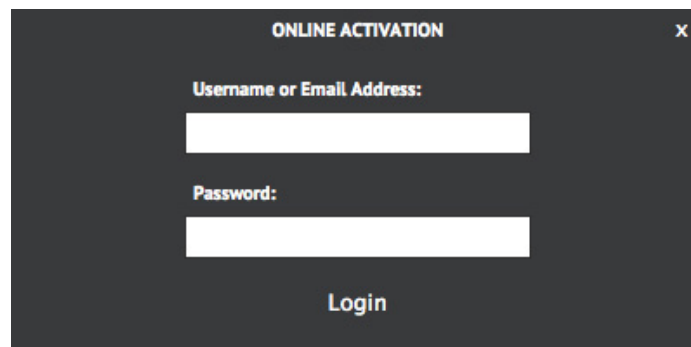 ONLINE ACTIVATION x
Username or Email Address:
Password:
Login